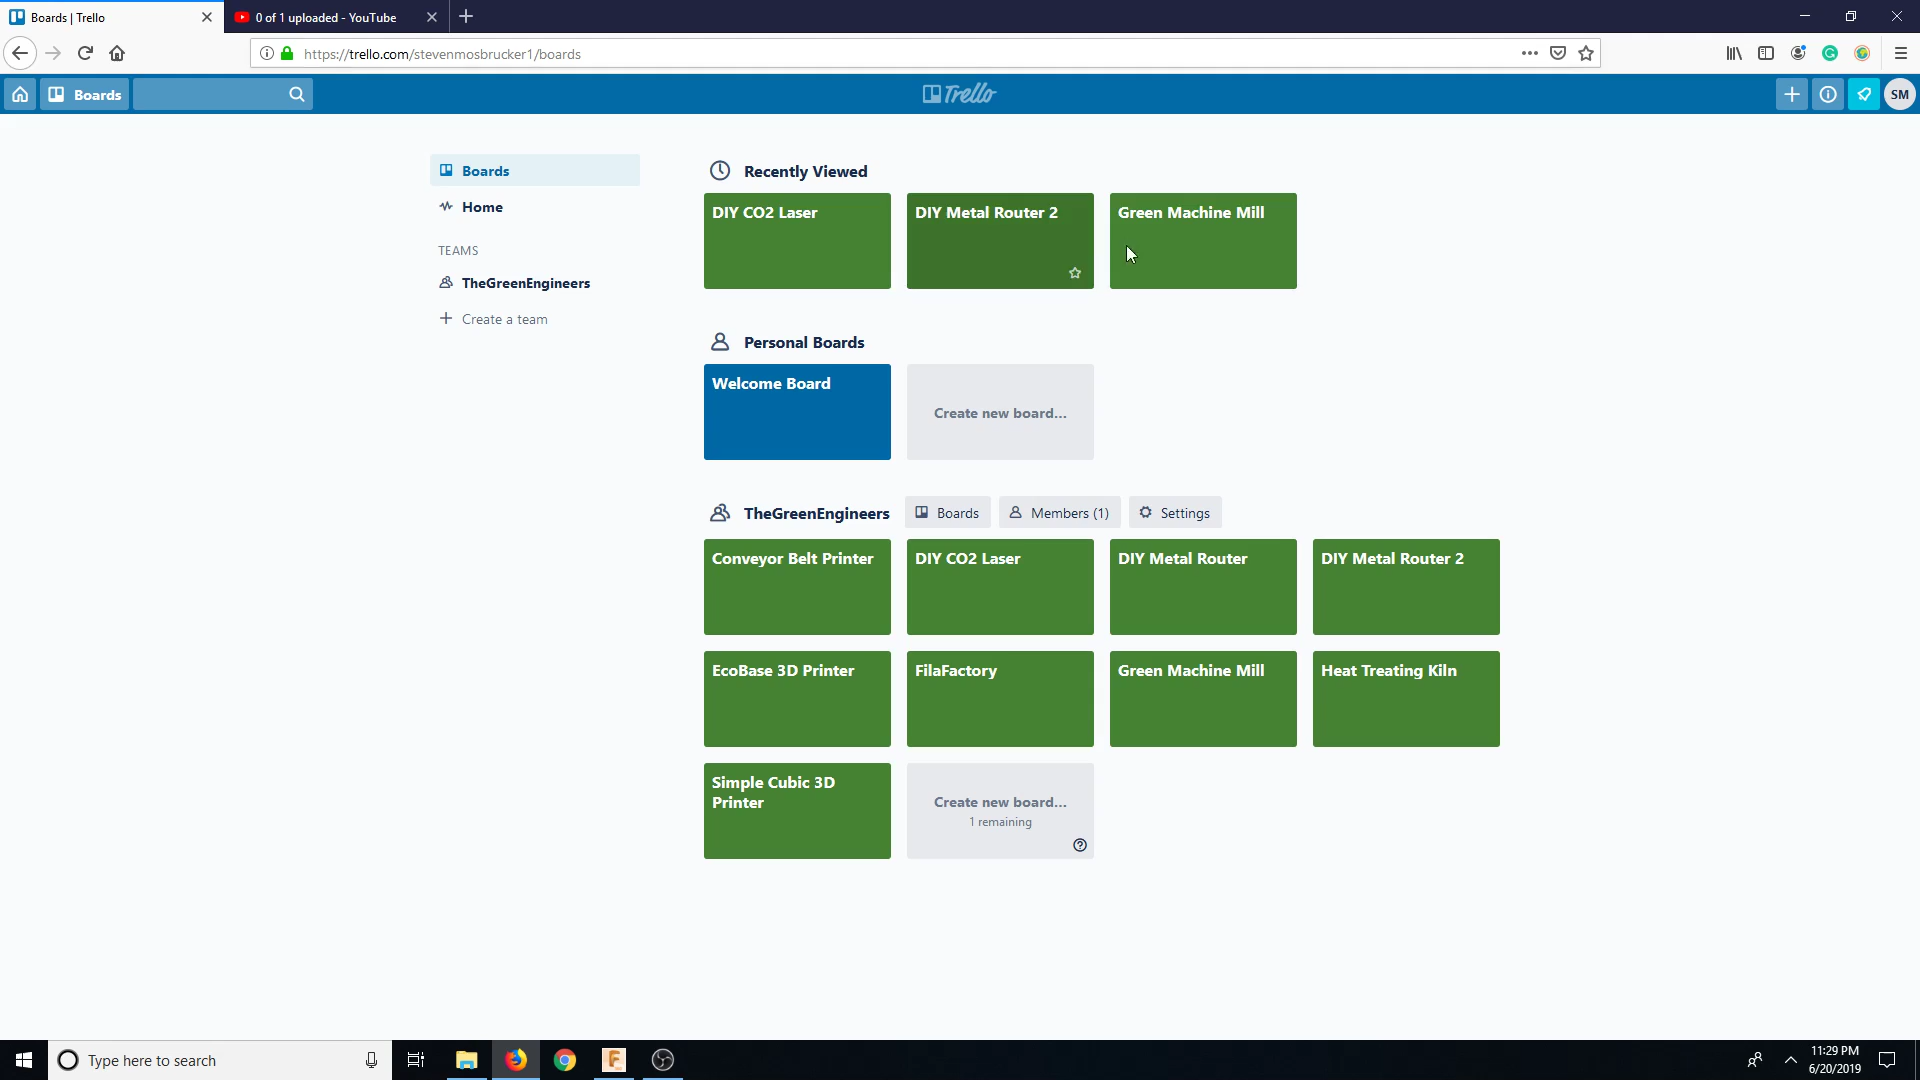 Boards | Trello
0 of 1 uploaded - YouTube
https://trello.com/stevenmosbrucker1/boards
Boards
Trello
SM
Boards
Home
TEAMS
TheGreenEngineers
Create a team
Recently Viewed
DIY CO2 Laser
DIY Metal Router 2
Green Machine Mill
Personal Boards
Welcome Board
Create new board...
TheGreenEngineers
Boards
Members (1)
Settings
Conveyor Belt Printer
DIY CO2 Laser
DIY Metal Router
DIY Metal Router 2
EcoBase 3D Printer
FilaFactory
Green Machine Mill
Heat Treating Kiln
Simple Cubic 3D
Printer
Create new board...
1 remaining
Type here to search
11:29 PM
6/20/2019